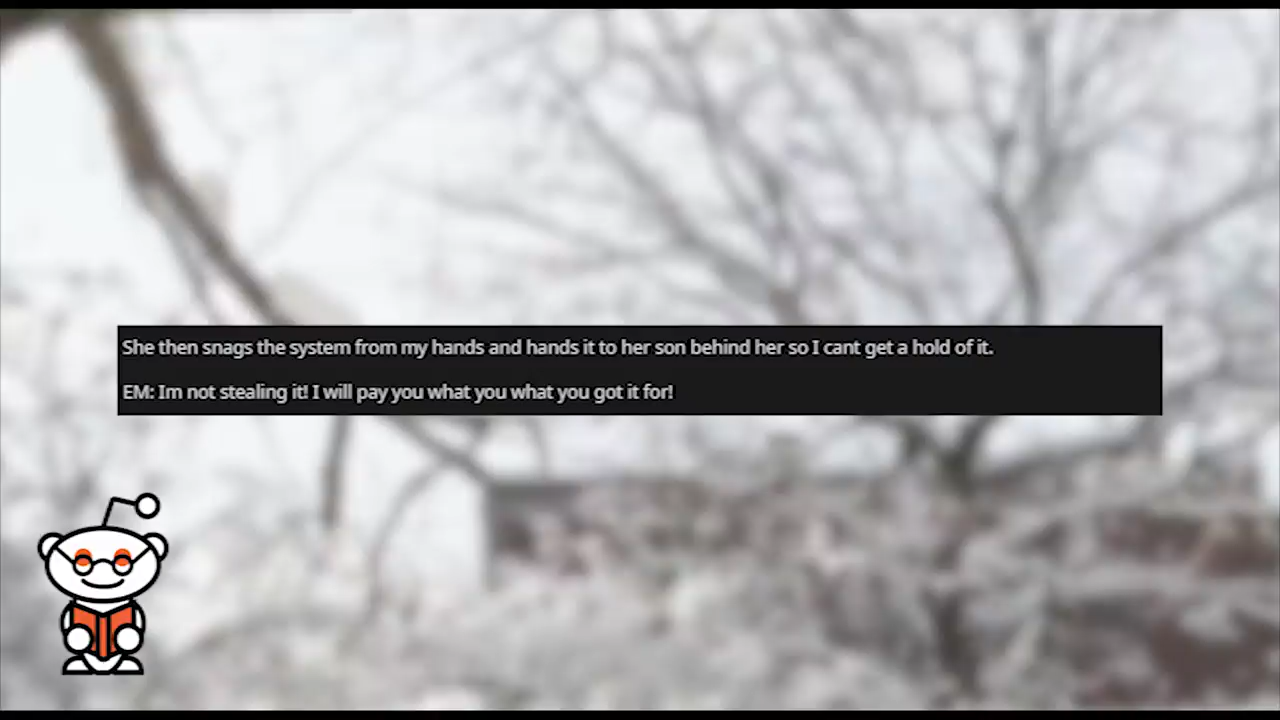 She then snags the system from my hands and hands it to her son behind her so I cant get a hold of it.
EM: Im not stealing it! I will pay you what you what you got it for!